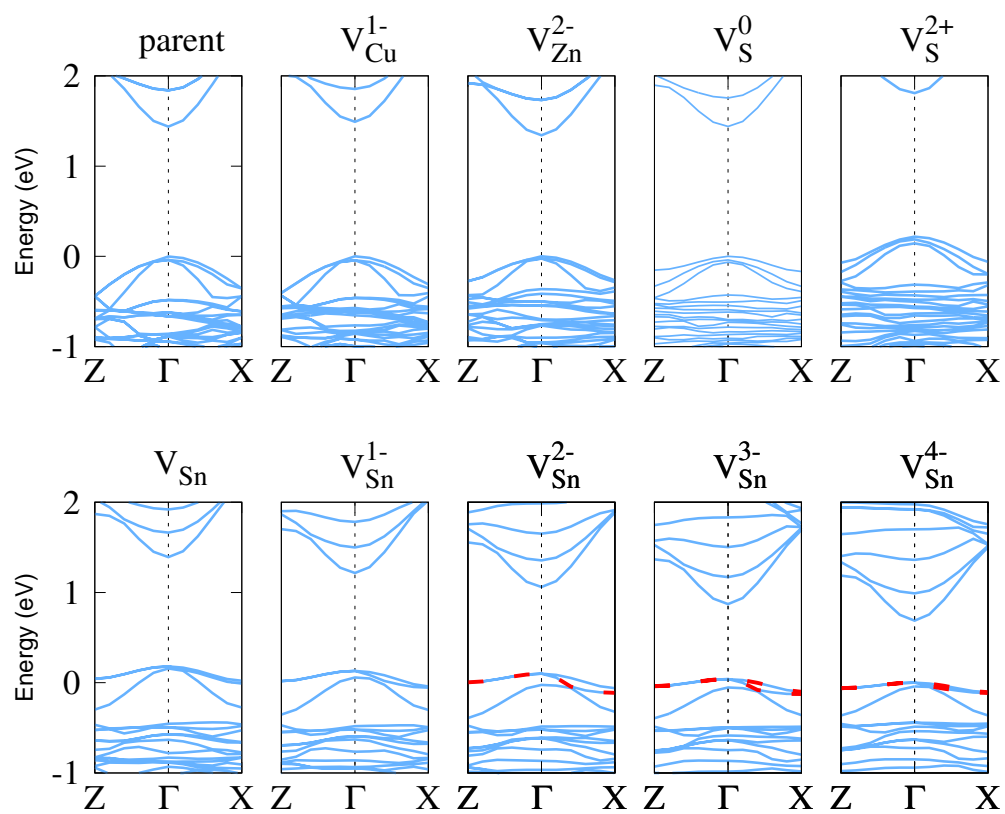 parent V_Cu^1- V_Zn^2- V_S^0 V_S^2+
Energy (eV)
2
1
0
-1
Z Γ X Z Γ X Z Γ X Z Γ X Z Γ X
V_Sn V_Sn^1- V_Sn^2- V_Sn^3- V_Sn^4-
Energy (eV)
2
1
0
-1
Z Γ X Z Γ X Z Γ X Z Γ X Z Γ X